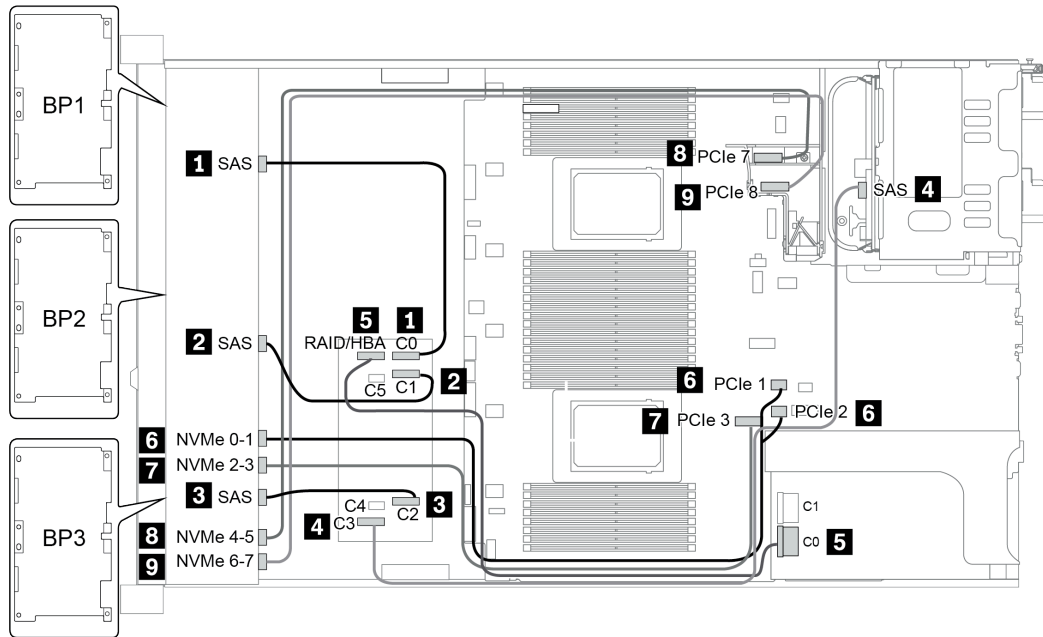 BP1
BP2
BP3
1 SAS
2 SAS
6 NVMe 0-1
7 NVMe 2-3
3 SAS
8 NVMe 4-5
9 NVMe 6-7
5
1
RAID/HBA C0
C1
2
C5
C4
C2
3
4
C3
8 PCIe 7
9 PCIe 8
SAS 4
6 PCIe 1
PCIe 2 6
7 PCIe 3
C1
C0 5